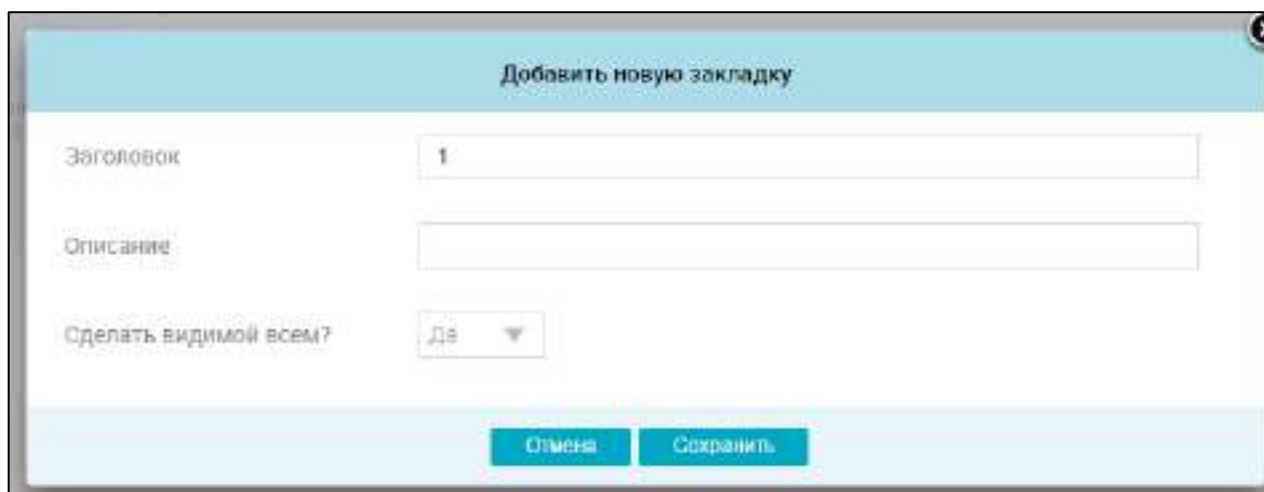 Добавить новую закладку
Заголовок 1
Описание
Сделать видимой всем? Да
Отмена Сохранить